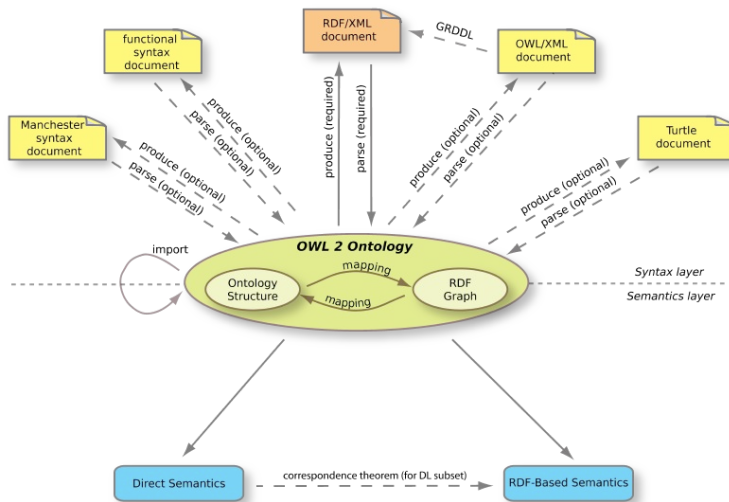 functional
syntax
document
RDF/XML
document
GRDDL
OWL/XML
document
Manchester
syntax
document
produce (optional)
parse (optional)
produce (optional)
parse (optional)
produce (required)
parse (required)
produce (optional)
parse (optional)
produce (optional)
parse (optional)
Turtle
document
import
OWL 2 Ontology
Ontology
Structure
mapping
mapping
RDF
Graph
Syntax layer
Semantics layer
Direct Semantics
correspondence theorem (for DL subset)
RDF-Based Semantics